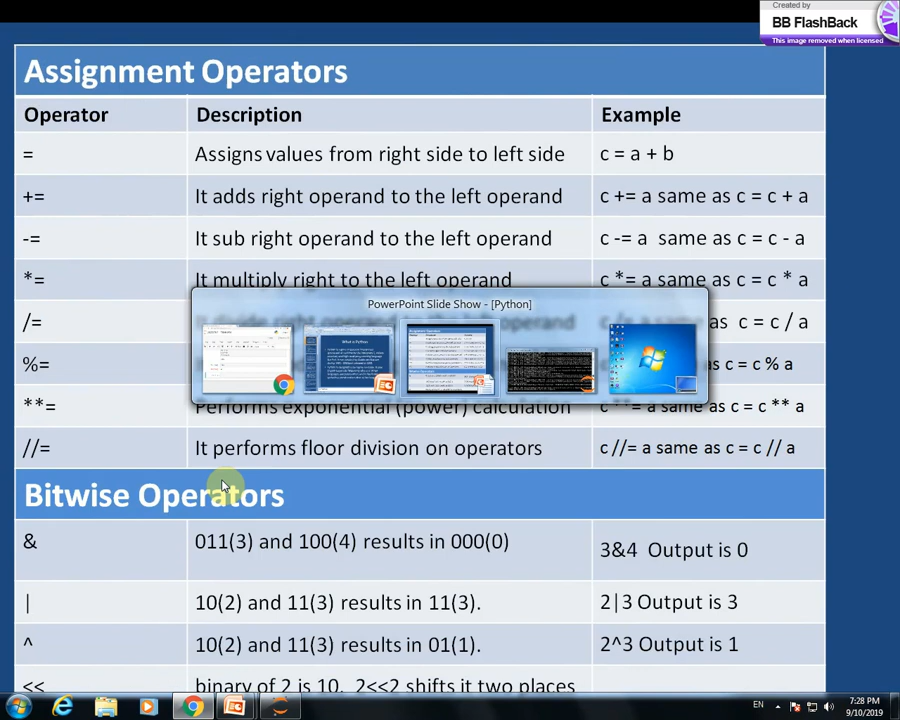 Created by
BB FlashBack
This image removed when licensed
Assignment Operators
Operator Description Example
= Assigns values from right side to left side c = a + b
+= It adds right operand to the left operand c += a same as c = c + a
-= It sub right operand to the left operand c -= a same as c = c - a
*= It multiply right to the left operand c *= a same as c = c * a
PowerPoint Slide Show - [Python]
/= as c = c / a
%= c % a
**= Performs exponential (power) calculation c **= a same as c = c ** a
//= It performs floor division on operators c //= a same as c = c // a
Bitwise Operators
& 011(3) and 100(4) results in 000(0) 3&4 Output is 0
| 10(2) and 11(3) results in 11(3). 2|3 Output is 3
^ 10(2) and 11(3) results in 01(1). 2^3 Output is 1
<< binary of 2 is 10. 2<<2 shifts it two places
EN 7:28 PM
9/10/2019